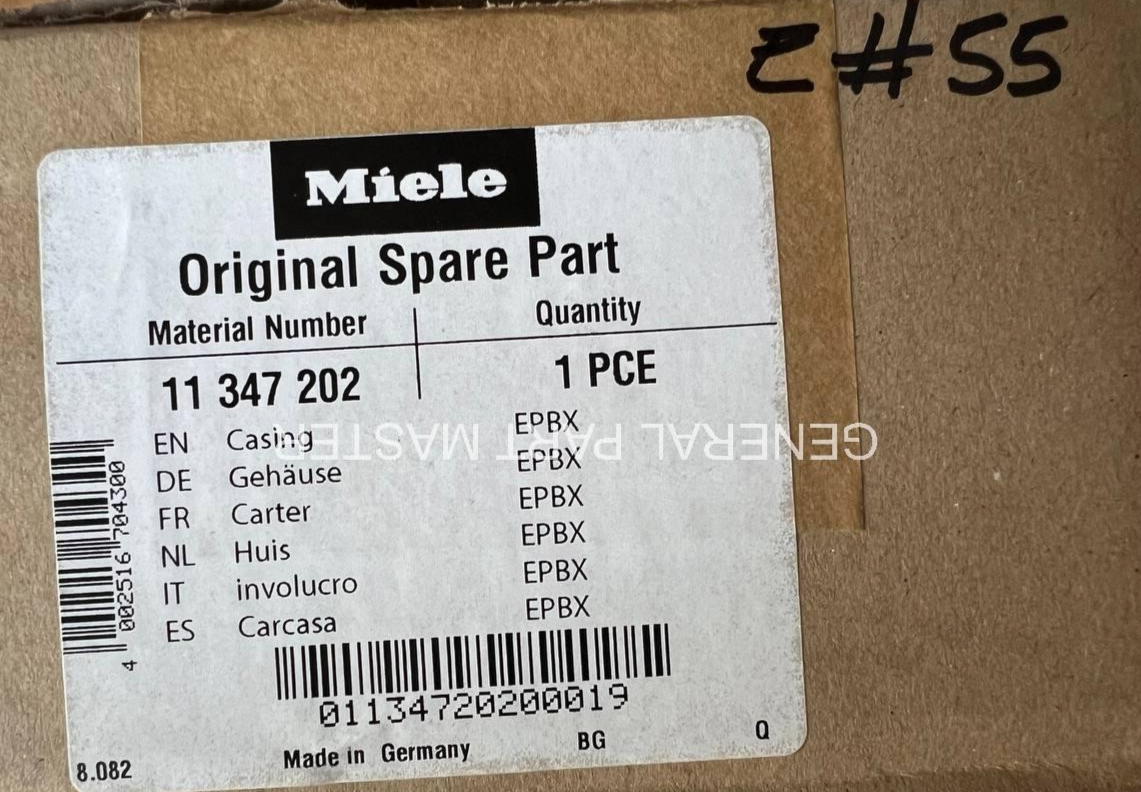 Z #55
Miele
Original Spare Part
Material Number Quantity
11 347 202 1 PCE
EN Casing EPBX
DE Gehäuse EPBX
FR Carter EPBX
NL Huis EPBX
IT involucro EPBX
ES Carcasa EPBX
GENERAL PART MASTER
4 002516 704300
01134720200019
Made in Germany BG Q
8.082